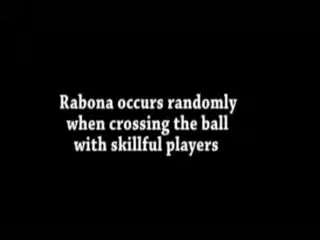 Rabona occurs randomly
when crossing the ball
with skillful players